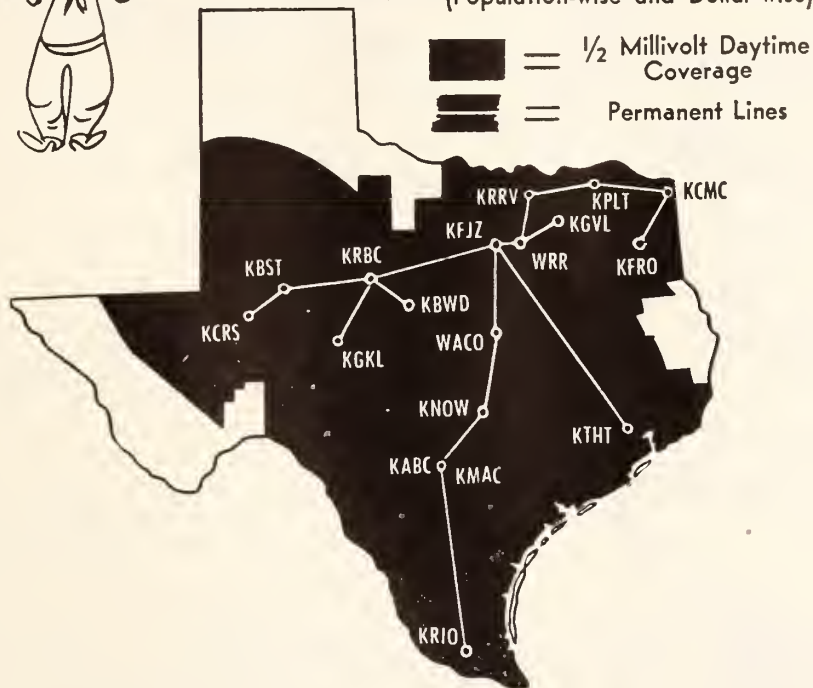 (Population-wise and Dollar-wise)
= ½ Millivolt Daytime
Coverage
= Permanent Lines
KRRV
KPLT
KCMC
KGVL
KFJZ
WRR
KFRO
KRBC
KBST
KBWD
KCRS
WACO
KGKL
KNOW
KTHT
KABC
KMAC
KRIO